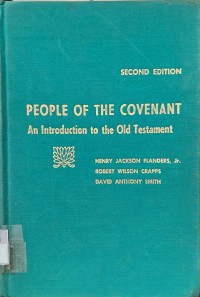 SECOND EDITION
PEOPLE OF THE COVENANT
An Introduction to the Old Testament
HENRY JACKSON FLANDERS, Jr.
ROBERT WILSON CRAPPS
DAVID ANTHONY SMITH